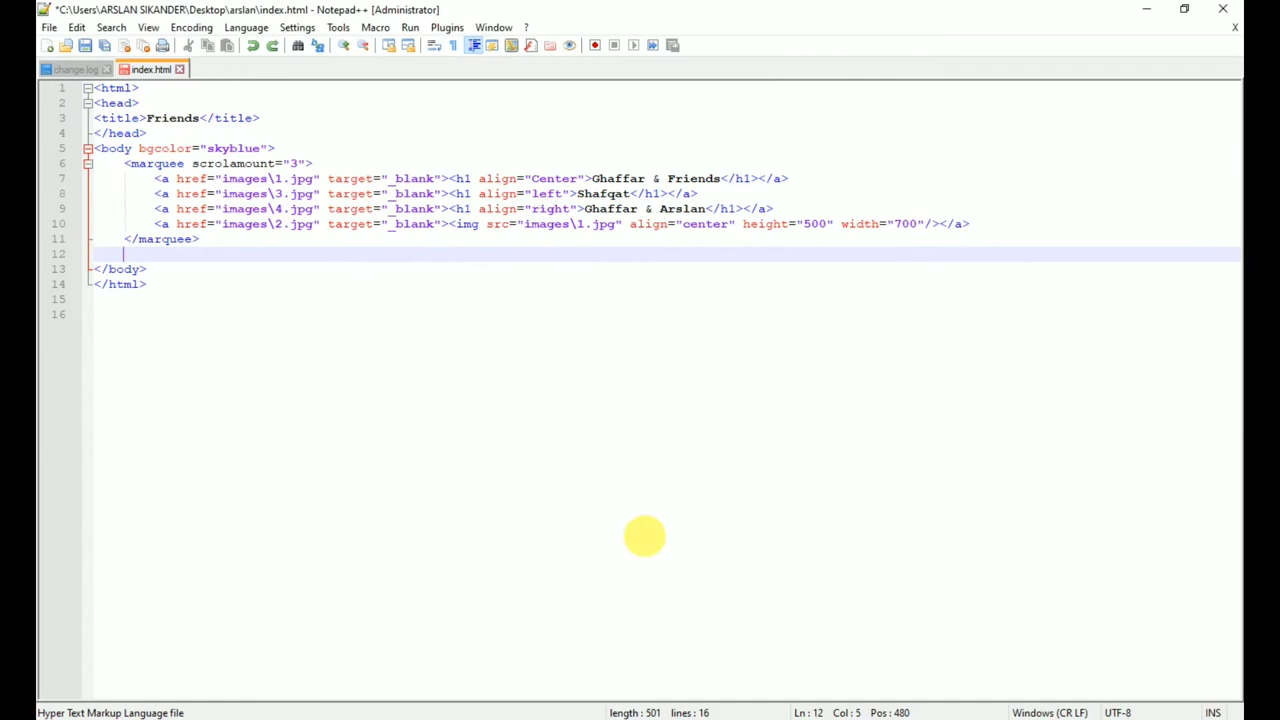 *C:\Users\ARSLAN SIKANDER\Desktop\arslan\index.html - Notepad++ [Administrator]
File Edit Search View Encoding Language Settings Tools Macro Run Plugins Window ? X
change.log index.html
1 <html>
2 <head>
3 <title>Friends</title>
4 </head>
5 <body bgcolor="skyblue">
6 <marquee scrolamount="3">
7 <a href="images\1.jpg" target="_blank"><h1 align="Center">Ghaffar & Friends</h1></a>
8 <a href="images\3.jpg" target="_blank"><h1 align="left">Shafqat</h1></a>
9 <a href="images\4.jpg" target="_blank"><h1 align="right">Ghaffar & Arslan</h1></a>
10 <a href="images\2.jpg" target="_blank"><img src="images\1.jpg" align="center" height="500" width="700"/></a>
11 </marquee>
12
13 </body>
14 </html>
15
16
Hyper Text Markup Language file length : 501 lines : 16 Ln : 12 Col : 5 Pos : 480 Windows (CR LF) UTF-8 INS